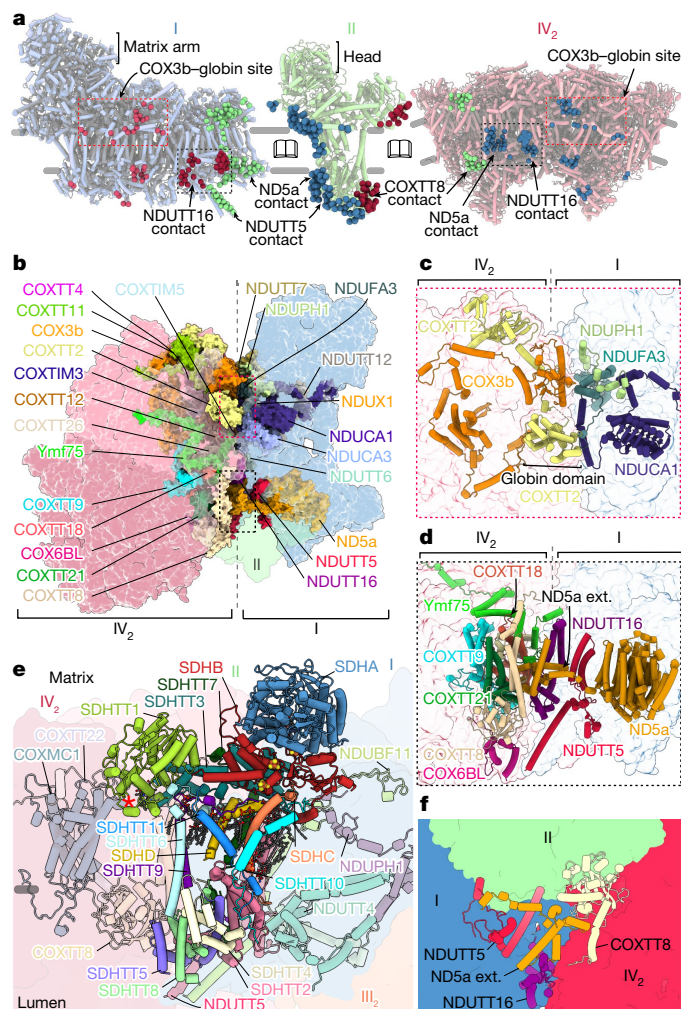 a
I
II
IV2
Matrix arm
COX3b–globin site
Head
COX3b–globin site
NDUTT16
contact
ND5a
contact
NDUTT5
contact
COXTT8
contact
ND5a
contact
NDUTT16
contact
b
COXTT4
COXTT11
COX3b
COXTT2
COXTIM3
COXTT12
COXTT26
Ymf75
COXTT9
COXTT18
COX6BL
COXTT21
COXTT8
COXTIM5
NDUTT7
NDUPH1
NDUFA3
NDUTT12
NDUX1
NDUCA1
NDUCA3
NDUTT6
ND5a
NDUTT5
NDUTT16
II
IV2
I
c
IV2
I
COXTT2
NDUPH1
NDUFA3
COX3b
NDUCA1
Globin domain
COXTT2
d
IV2
I
COXTT18
ND5a ext.
Ymf75
NDUTT16
COXTT9
COXTT21
ND5a
COXTT8
NDUTT5
COX6BL
e
Matrix
IV2
SDHB
II
SDHA
I
SDHTT7
SDHTT3
SDHTT1
COXTT22
COXMC1
NDUBF11
*
SDHTT11
SDHTT6
SDHD
SDHTT9
SDHC
NDUPH1
SDHTT10
NDUTT4
COXTT8
SDHTT5
SDHTT4
SDHTT8
SDHTT2
NDUTT5
Lumen
III2
f
II
I
NDUTT5
COXTT8
ND5a ext.
IV2
NDUTT16